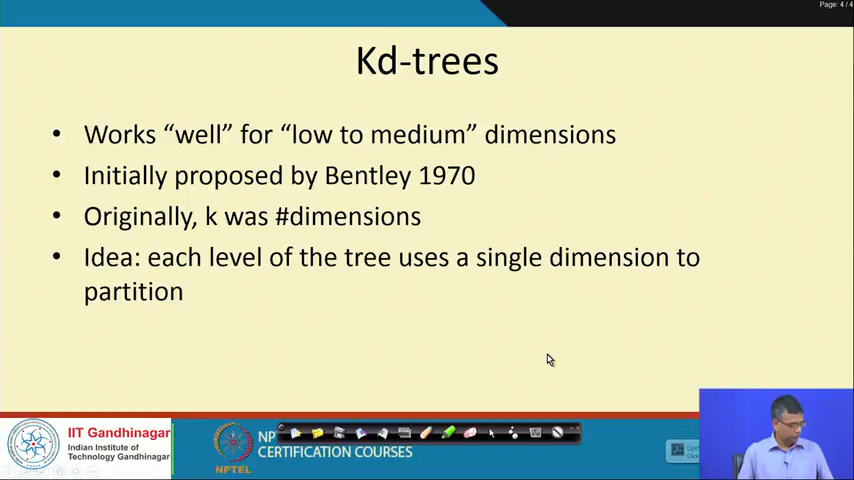 Page: 4 / 4
Kd-trees
• Works “well” for “low to medium” dimensions
• Initially proposed by Bentley 1970
• Originally, k was #dimensions
• Idea: each level of the tree uses a single dimension to
partition
IIT Gandhinagar
Indian Institute of
Technology Gandhinagar
NPTEL
NP
CERTIFICATION COURSES